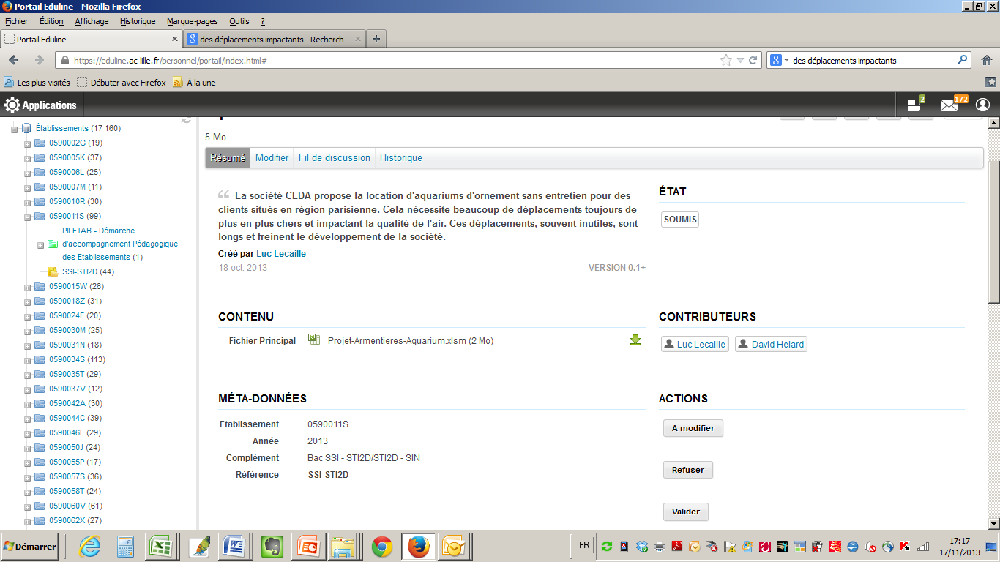 Portail Eduline - Mozilla Firefox
Fichier Édition Affichage Historique Marque-pages Outils ?
Portail Eduline
des déplacements impactants - Recherch...
https://eduline.ac-lille.fr/personnel/portail/index.html#
des déplacements impactants
Les plus visités Débuter avec Firefox À la une
Applications
2
172
Établissements (17 160)
0590002G (19)
0590005K (37)
0590006L (25)
0590007M (11)
0590010R (30)
0590011S (99)
PILETAB - Démarche
d'accompagnement Pédagogique
des Etablissements (1)
SSI-STI2D (44)
0590015W (26)
0590018Z (31)
0590024F (20)
0590030M (25)
0590031N (18)
0590034S (113)
0590035T (29)
0590037V (12)
0590042A (30)
0590044C (39)
0590046E (29)
0590050J (24)
0590055P (17)
0590057S (36)
0590058T (24)
0590060V (61)
0590062X (27)
5 Mo
Résumé Modifier Fil de discussion Historique
La société CEDA propose la location d'aquariums d'ornement sans entretien pour des
clients situés en région parisienne. Cela nécessite beaucoup de déplacements toujours de
plus en plus chers et impactant la qualité de l'air. Ces déplacements, souvent inutiles, sont
longs et freinent le développement de la société.
Créé par Luc Lecaille
18 oct. 2013
VERSION 0.1+
ÉTAT
SOUMIS
CONTENU
Fichier Principal Projet-Armentieres-Aquarium.xlsm (2 Mo)
CONTRIBUTEURS
Luc Lecaille David Helard
MÉTA-DONNÉES
Etablissement 0590011S
Année 2013
Complément Bac SSI - STI2D/STI2D - SIN
Référence SSI-STI2D
ACTIONS
A modifier
Refuser
Valider
Démarrer
FR
17:17
17/11/2013